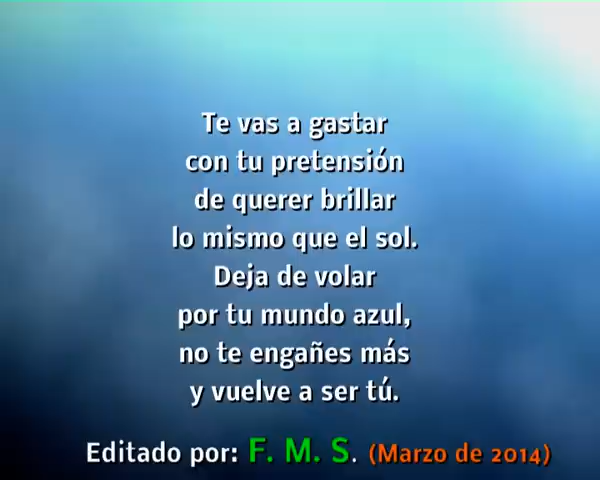 Te vas a gastar
con tu pretensión
de querer brillar
lo mismo que el sol.
Deja de volar
por tu mundo azul,
no te engañes más
y vuelve a ser tú.
Editado por: F. M. S. (Marzo de 2014)